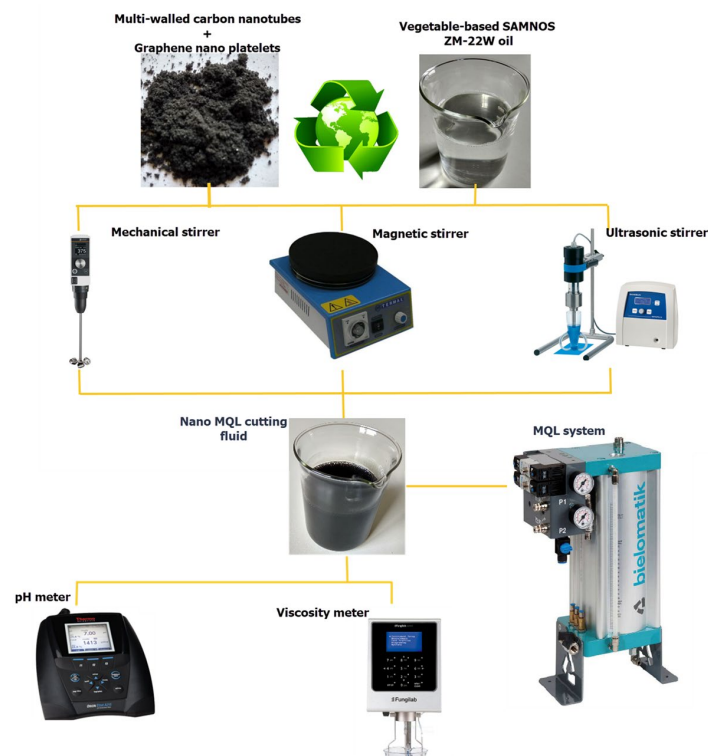 Multi-walled carbon nanotubes
+
Graphene nano platelets
Vegetable-based SAMNOS
ZM-22W oil
Mechanical stirrer
Magnetic stirrer
Ultrasonic stirrer
Nano MQL cutting
fluid
MQL system
P1
P2
bielomatik
pH meter
Viscosity meter
Thermo
7.00
1413
Fungilab